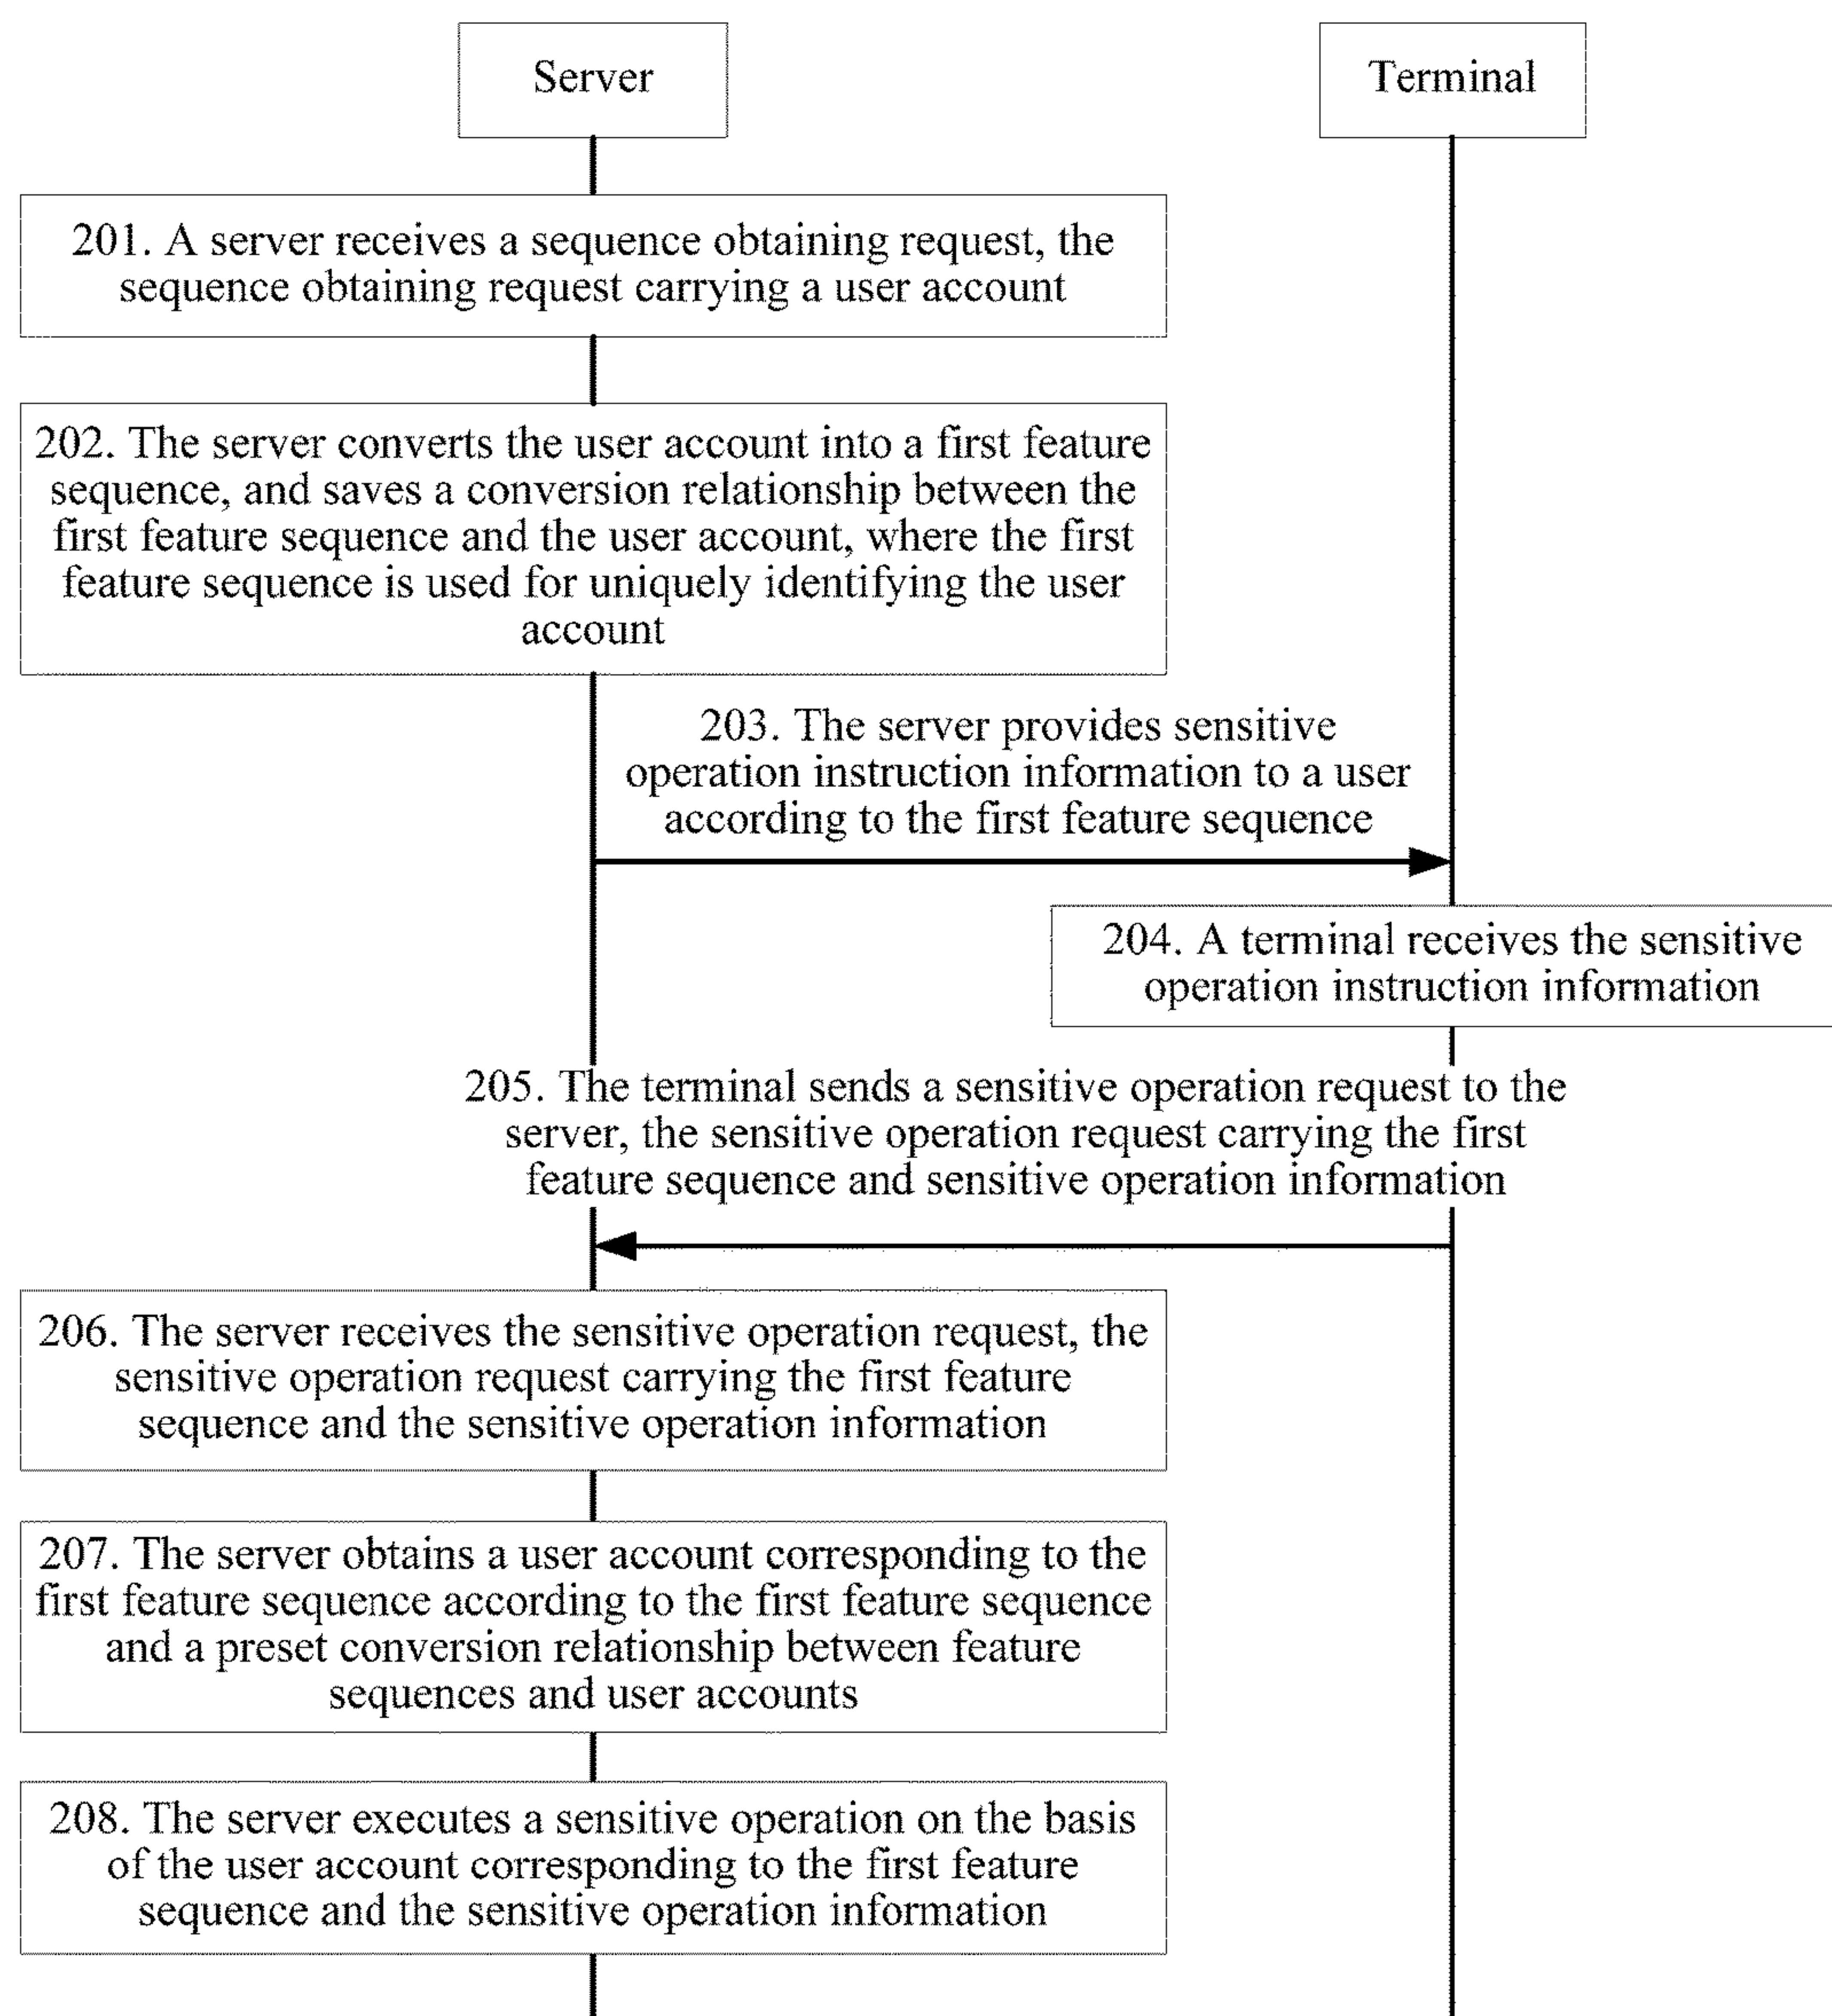 Server
Terminal
201. A server receives a sequence obtaining request, the
sequence obtaining request carrying a user account
202. The server converts the user account into a first feature
sequence, and saves a conversion relationship between the
first feature sequence and the user account, where the first
feature sequence is used for uniquely identifying the user
account
203. The server provides sensitive
operation instruction information to a user
according to the first feature sequence
204. A terminal receives the sensitive
operation instruction information
205. The terminal sends a sensitive operation request to the
server, the sensitive operation request carrying the first
feature sequence and sensitive operation information
206. The server receives the sensitive operation request, the
sensitive operation request carrying the first feature
sequence and the sensitive operation information
207. The server obtains a user account corresponding to the
first feature sequence according to the first feature sequence
and a preset conversion relationship between feature
sequences and user accounts
208. The server executes a sensitive operation on the basis
of the user account corresponding to the first feature
sequence and the sensitive operation information